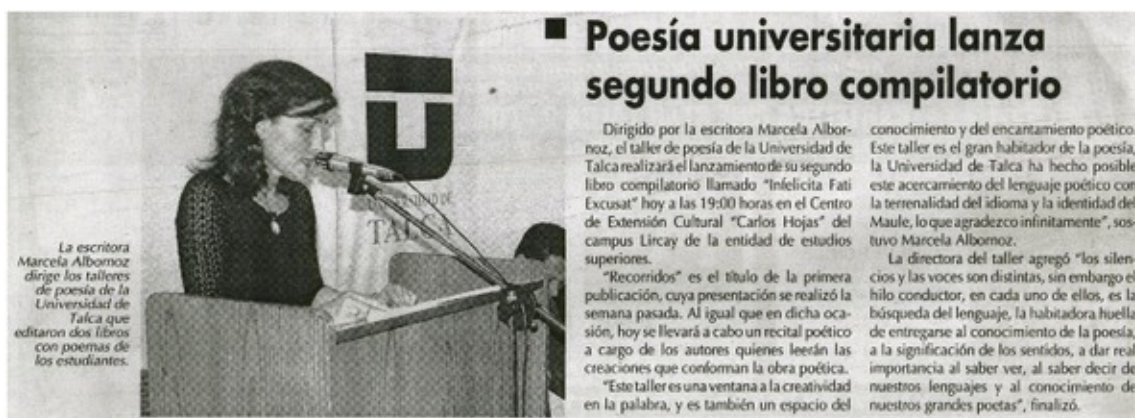 Poesía universitaria lanza
segundo libro compilatorio
La escritora
Marcela Albornoz
dirige los talleres
de poesía de la
Universidad de
Talca que
editaron dos libros
con poemas de
los estudiantes.
TALCA
Dirigido por la escritora Marcela Albor-
noz, el taller de poesía de la Universidad de
Talca realizará el lanzamiento de su segundo
libro compilatorio llamado "Infelicita Fati
Excusat" hoy a las 19:00 horas en el Centro
de Extensión Cultural "Carlos Hojas" del
campus Lircay de la entidad de estudios
superiores.
"Recorridos" es el título de la primera
publicación, cuya presentación se realizó la
semana pasada. Al igual que en dicha oca-
sión, hoy se llevará a cabo un recital poético
a cargo de los autores quienes leerán las
creaciones que conforman la obra poética.
"Este taller es una ventana a la creatividad
en la palabra, y es también un espacio del
conocimiento y del encantamiento poético.
Este taller es el gran habitador de la poesía,
la Universidad de Talca ha hecho posible
este acercamiento del lenguaje poético con
la terrenalidad del idioma y la identidad del
Maule, lo que agradezco infinitamente", sos-
tuvo Marcela Albornoz.
La directora del taller agregó "los silen-
cios y las voces son distintas, sin embargo el
hilo conductor, en cada uno de ellos, es la
búsqueda del lenguaje, la habitadora huella
de entregarse al conocimiento de la poesía,
a la significación de los sentidos, a dar real
importancia al saber ver, al saber decir de
nuestros lenguajes y al conocimiento de
nuestros grandes poetas", finalizó.